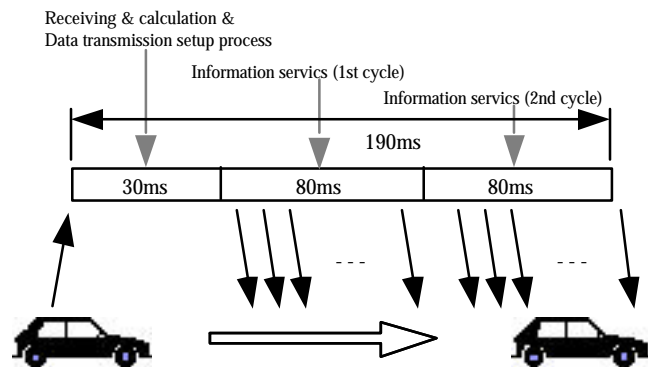 Receiving & calculation &
Data transmission setup process
Information servics (1st cycle)
Information servics (2nd cycle)
190ms
30ms 80ms 80ms
- - - - - -